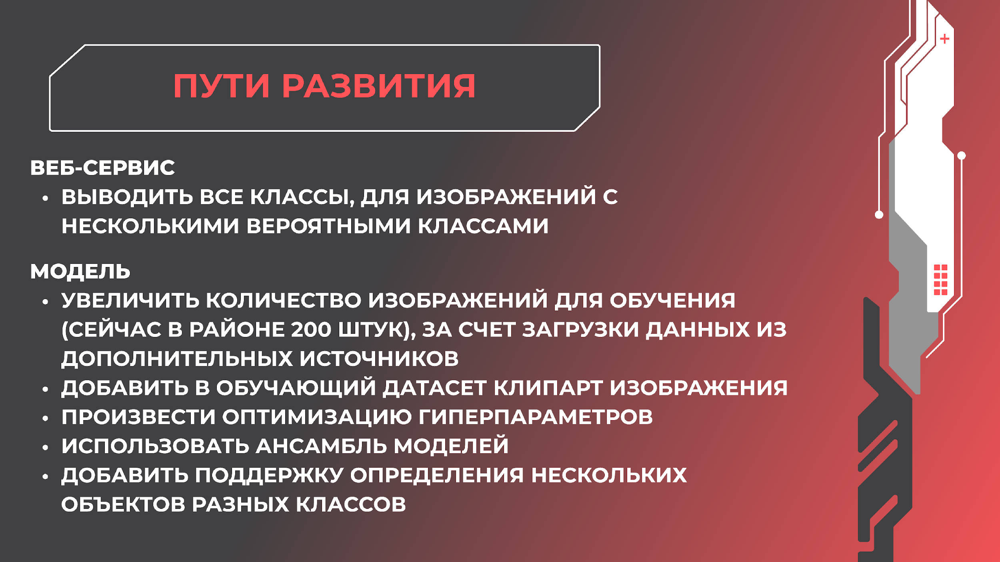 ПУТИ РАЗВИТИЯ
ВЕБ-СЕРВИС
• ВЫВОДИТЬ ВСЕ КЛАССЫ, ДЛЯ ИЗОБРАЖЕНИЙ С
НЕСКОЛЬКИМИ ВЕРОЯТНЫМИ КЛАССАМИ
МОДЕЛЬ
• УВЕЛИЧИТЬ КОЛИЧЕСТВО ИЗОБРАЖЕНИЙ ДЛЯ ОБУЧЕНИЯ
(СЕЙЧАС В РАЙОНЕ 200 ШТУК), ЗА СЧЕТ ЗАГРУЗКИ ДАННЫХ ИЗ
ДОПОЛНИТЕЛЬНЫХ ИСТОЧНИКОВ
• ДОБАВИТЬ В ОБУЧАЮЩИЙ ДАТАСЕТ КЛИПАРТ ИЗОБРАЖЕНИЯ
• ПРОИЗВЕСТИ ОПТИМИЗАЦИЮ ГИПЕРПАРАМЕТРОВ
• ИСПОЛЬЗОВАТЬ АНСАМБЛЬ МОДЕЛЕЙ
• ДОБАВИТЬ ПОДДЕРЖКУ ОПРЕДЕЛЕНИЯ НЕСКОЛЬКИХ
ОБЪЕКТОВ РАЗНЫХ КЛАССОВ